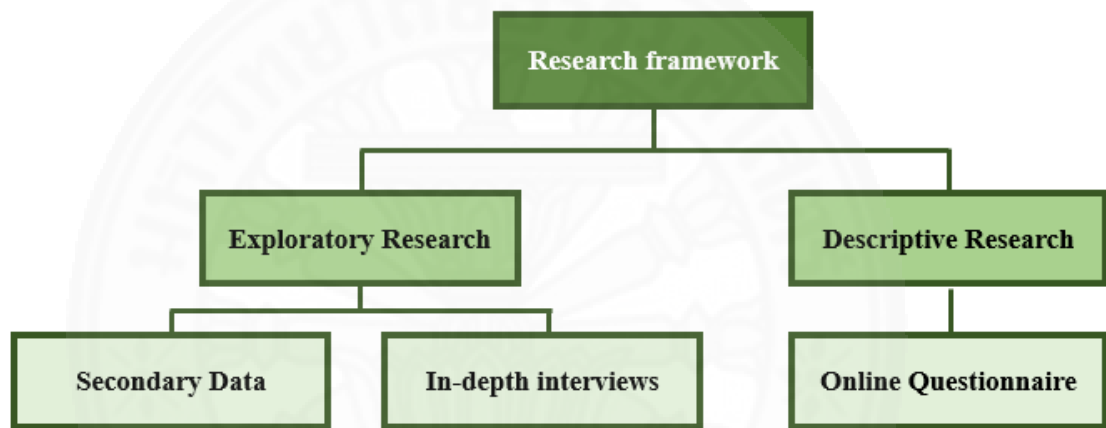 Research framework
Exploratory Research
Descriptive Research
Secondary Data
In-depth interviews
Online Questionnaire